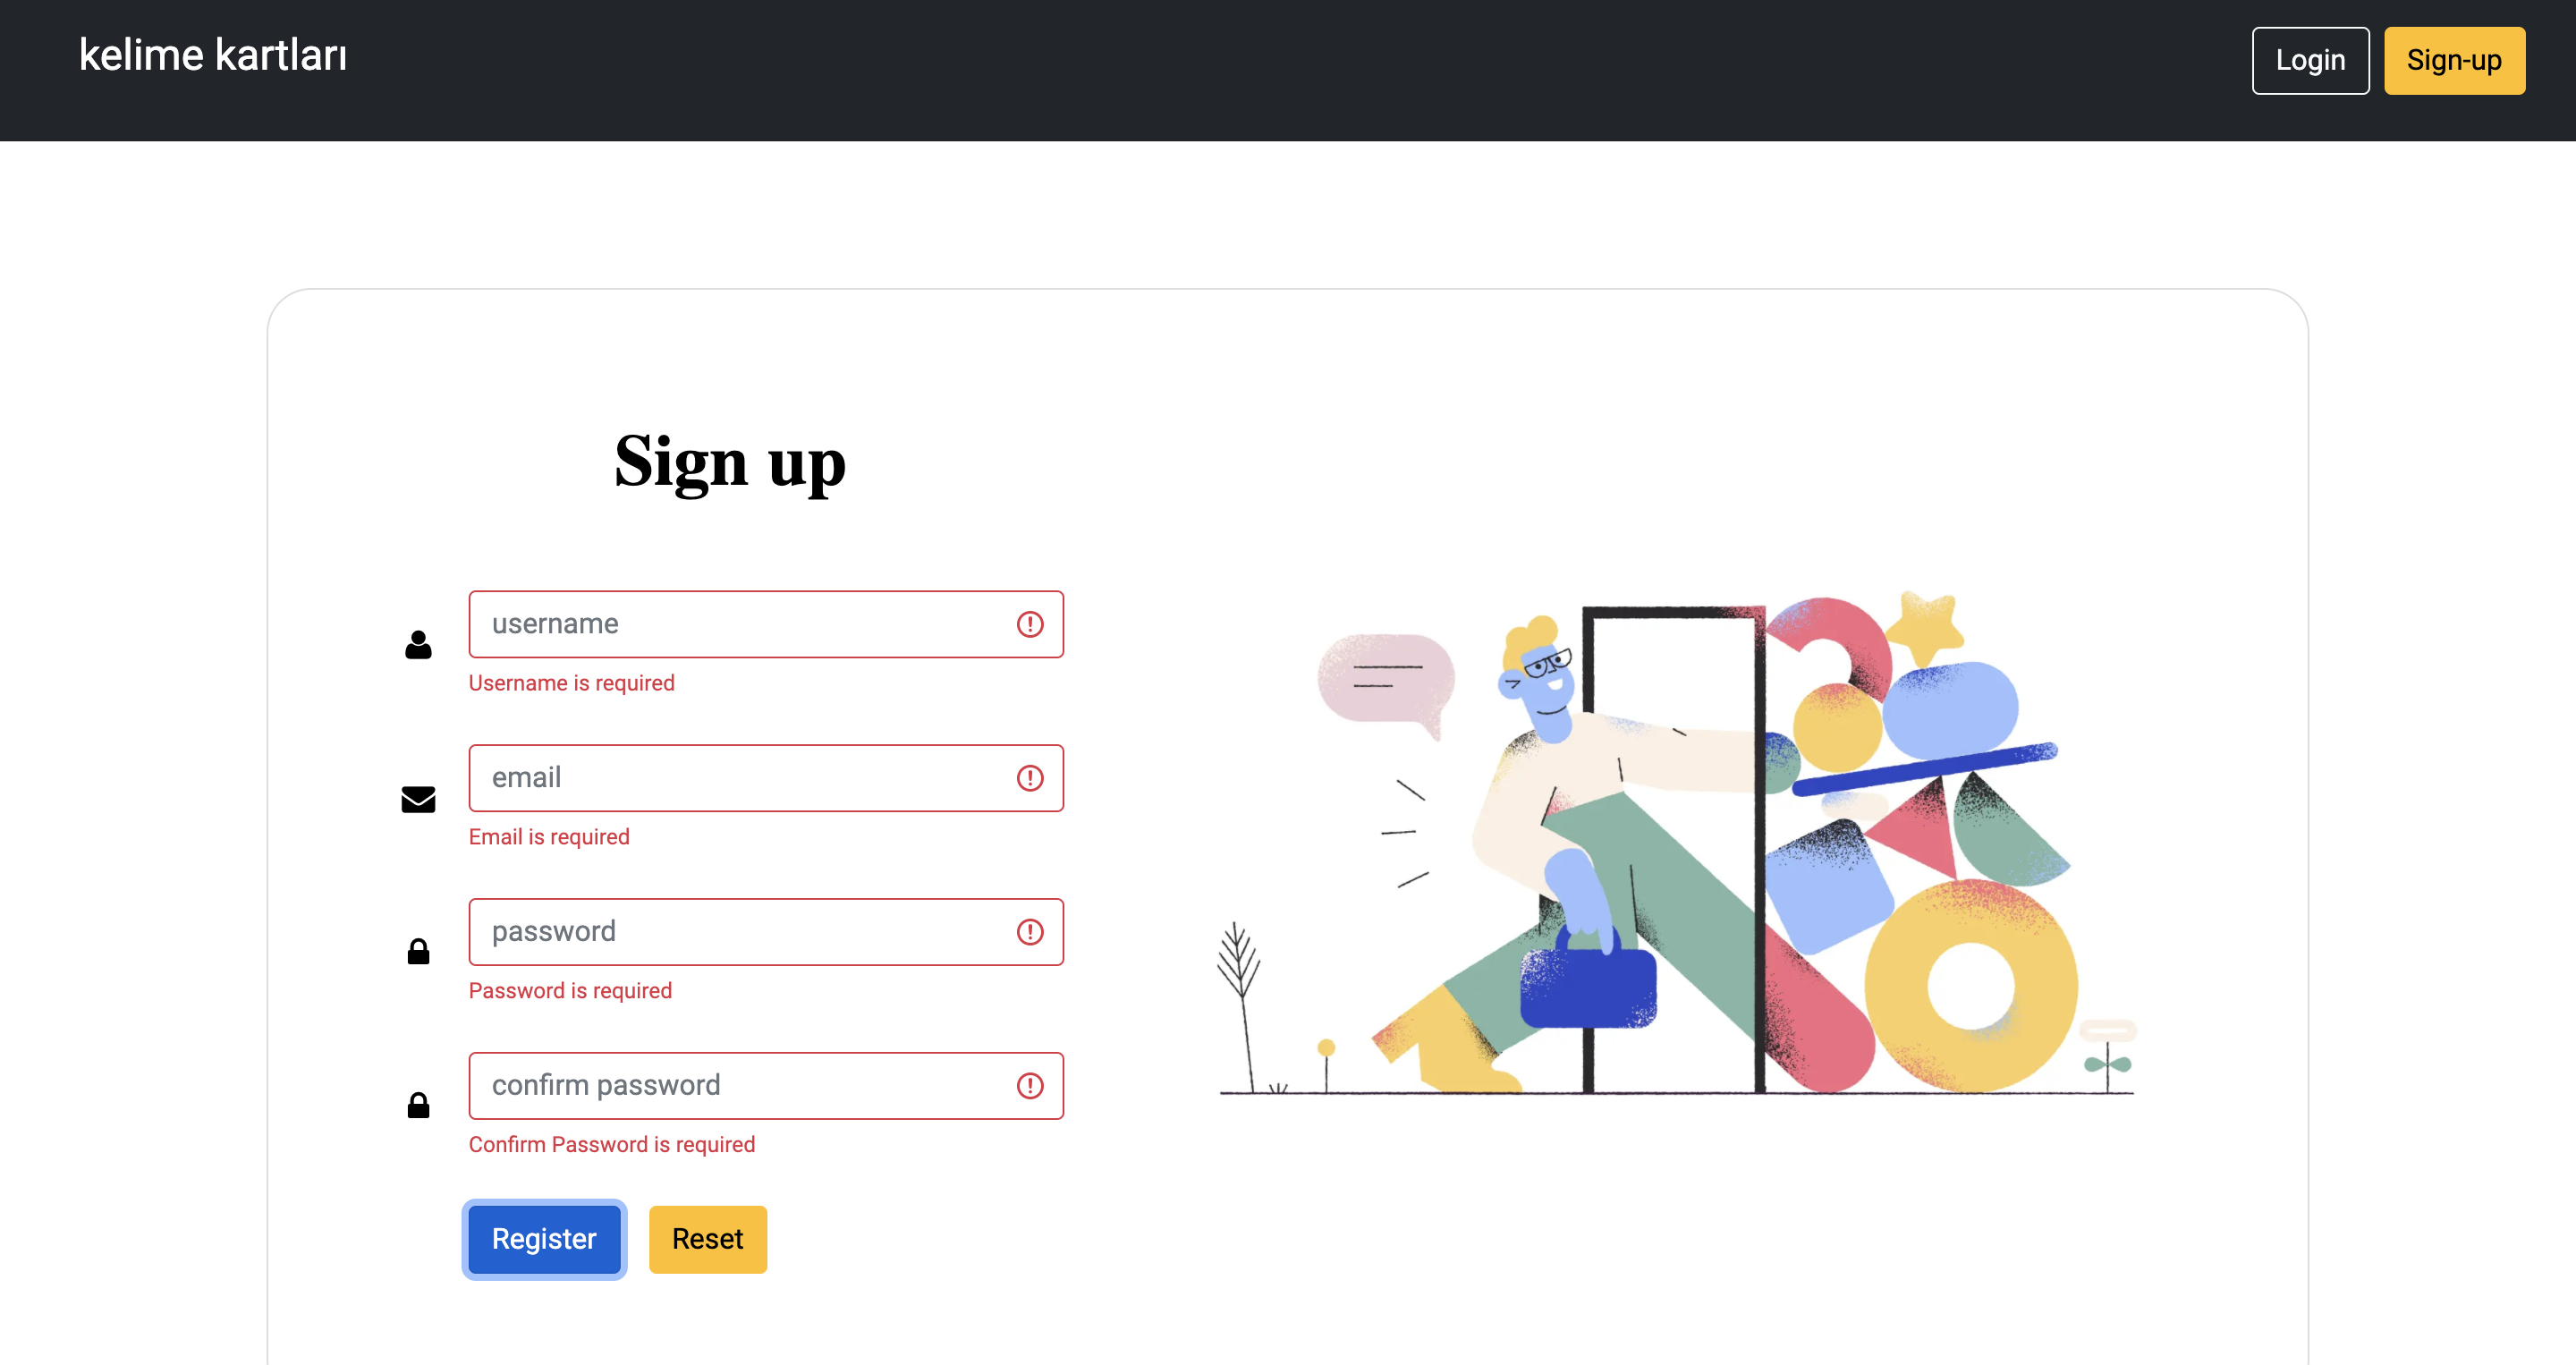 kelime kartları
Login
Sign-up
Sign up
username
Username is required
email
Email is required
password
Password is required
confirm password
Confirm Password is required
Register
Reset